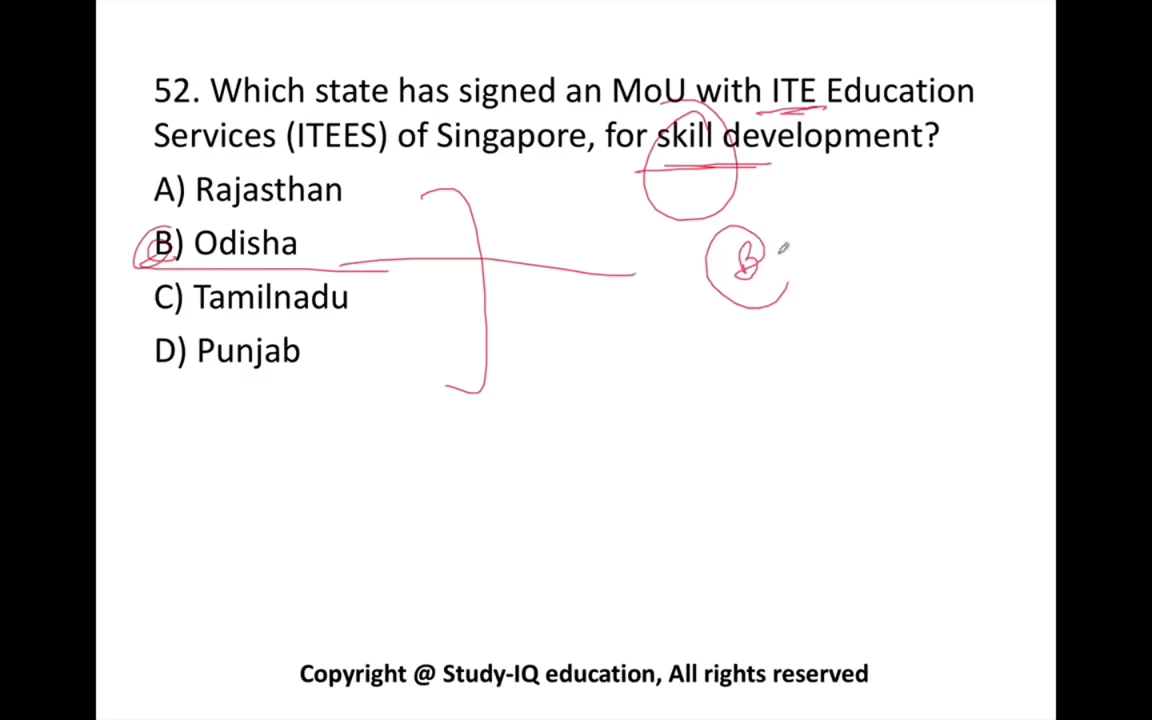 52. Which state has signed an MoU with ITE Education
Services (ITEES) of Singapore, for skill development?
A) Rajasthan
B) Odisha
B
C) Tamilnadu
D) Punjab
Copyright @ Study-IQ education, All rights reserved